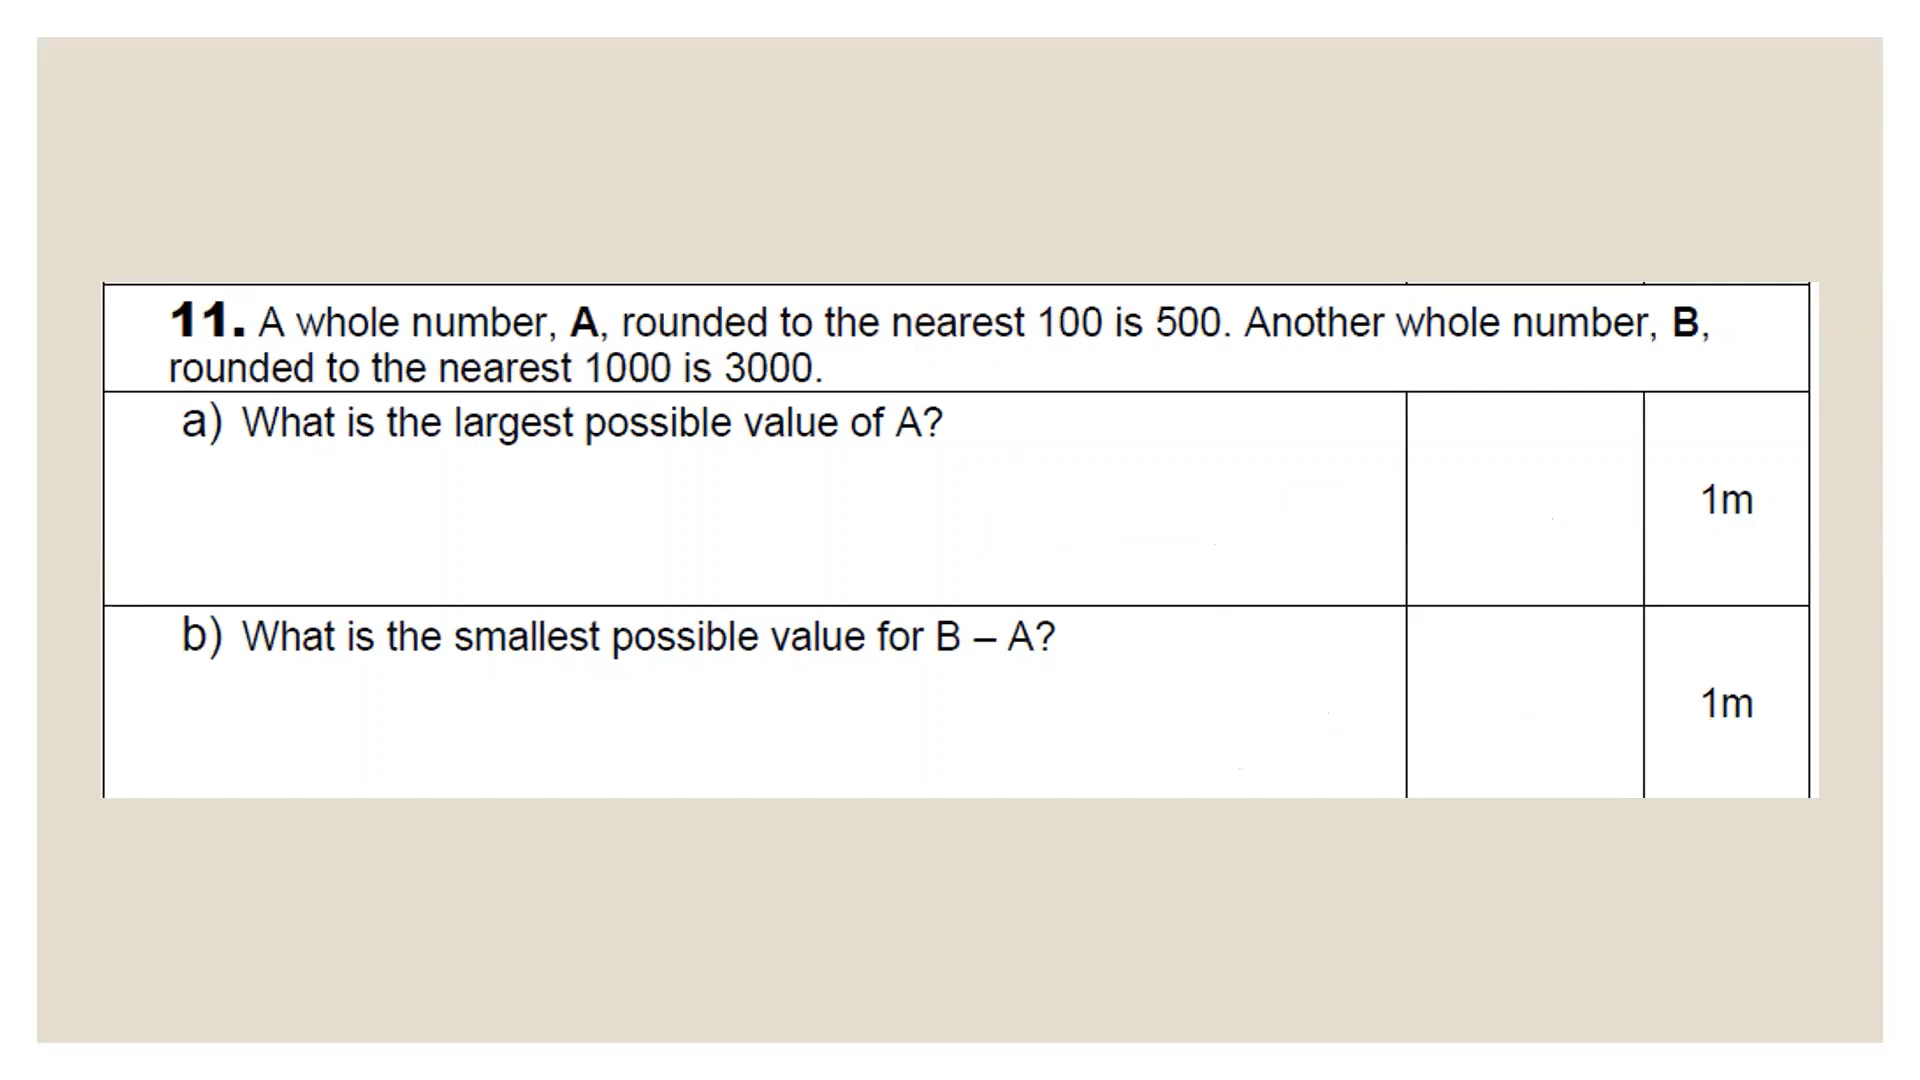 11. A whole number, A, rounded to the nearest 100 is 500. Another whole number, B,
rounded to the nearest 1000 is 3000.
a) What is the largest possible value of A?
1m
b) What is the smallest possible value for B – A?
1m